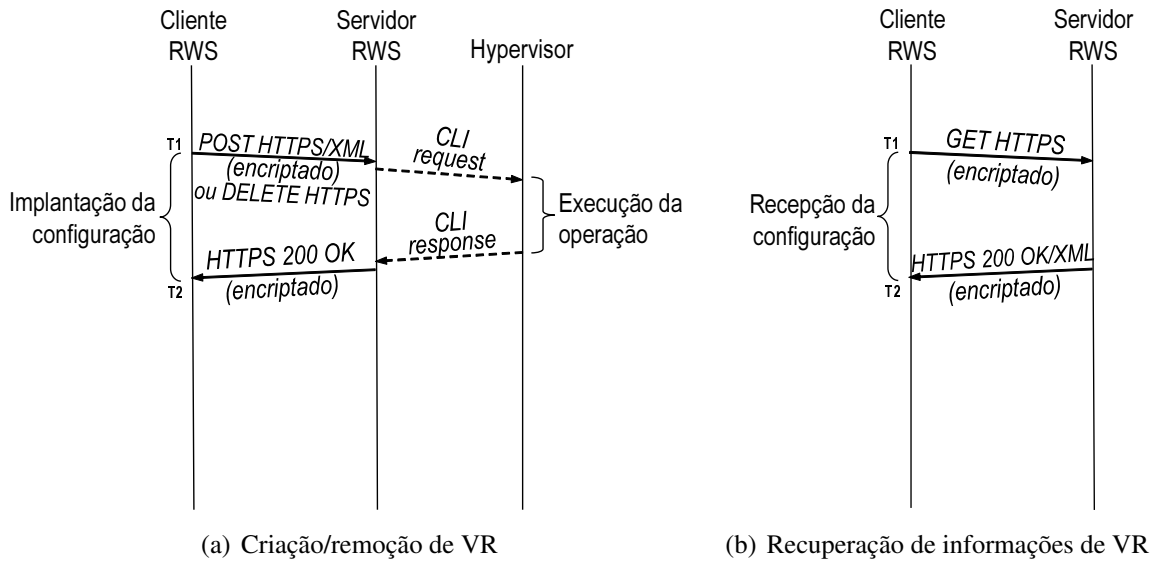 Cliente
RWS
Servidor
RWS
Hypervisor
T1
POST HTTPS/XML
(encriptado)
ou DELETE HTTPS
CLI
request
Implantação da
configuração
Execução da
operação
CLI
response
HTTPS 200 OK
(encriptado)
T2
(a) Criação/remoção de VR
Cliente
RWS
Servidor
RWS
T1
GET HTTPS
(encriptado)
Recepção da
configuração
HTTPS 200 OK/XML
(encriptado)
T2
(b) Recuperação de informações de VR